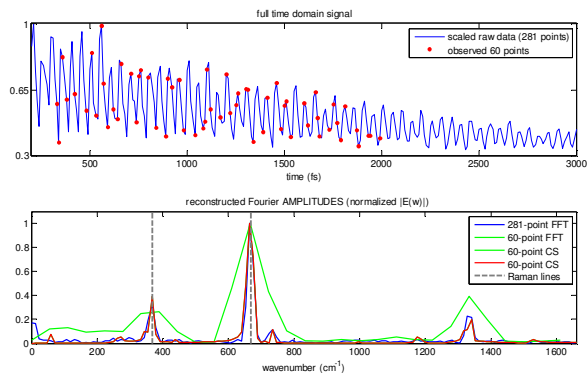 full time domain signal
1
0.65
0.3
scaled raw data (281 points)
observed 60 points
500 1000 1500 2000 2500 3000
time (fs)
reconstructed Fourier AMPLITUDES (normalized |E(w)|)
1
0.8
0.6
0.4
0.2
0
281-point FFT
60-point FFT
60-point CS
60-point CS
Raman lines
0 200 400 600 800 1000 1200 1400 1600
wavenumber (cm⁻¹)